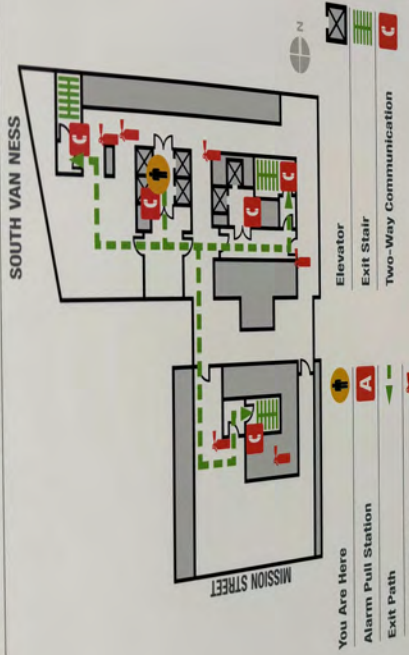 SOUTH VAN NESS
MISSION STREET
Z
C
C
C
C
C
You Are Here
Alarm Pull Station
A
Exit Path
Elevator
Exit Stair
Two-Way Communication
C